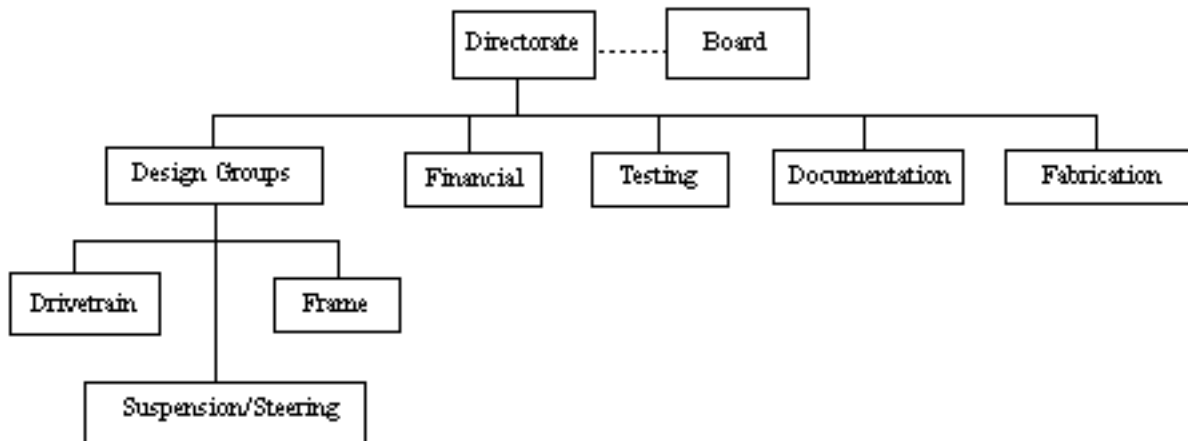 Directorate
Board
Design Groups
Financial
Testing
Documentation
Fabrication
Drivetrain
Frame
Suspension/Steering